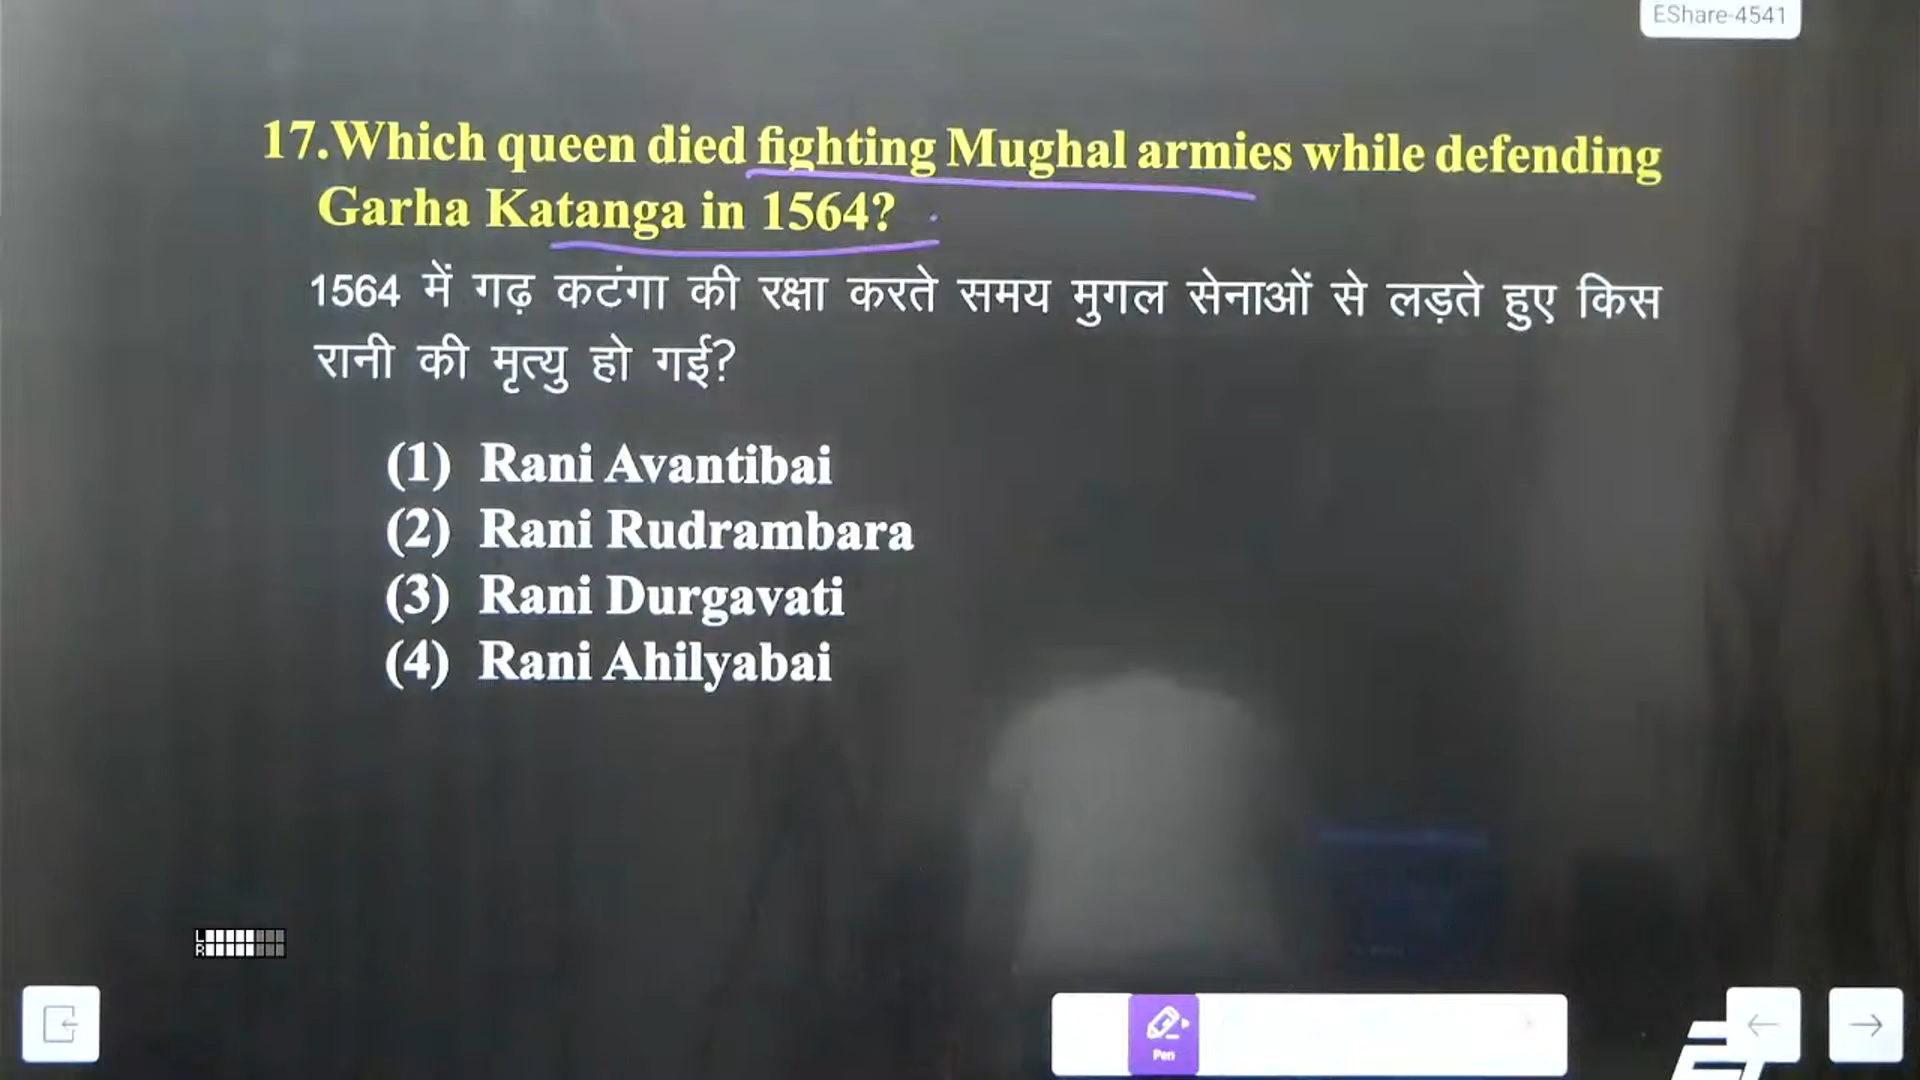 EShare-4541
17.Which queen died fighting Mughal armies while defending
Garha Katanga in 1564?
1564 में गढ़ कटंगा की रक्षा करते समय मुगल सेनाओं से लड़ते हुए किस
रानी की मृत्यु हो गई?
(1) Rani Avantibai
(2) Rani Rudrambara
(3) Rani Durgavati
(4) Rani Ahilyabai
L
R
Pen